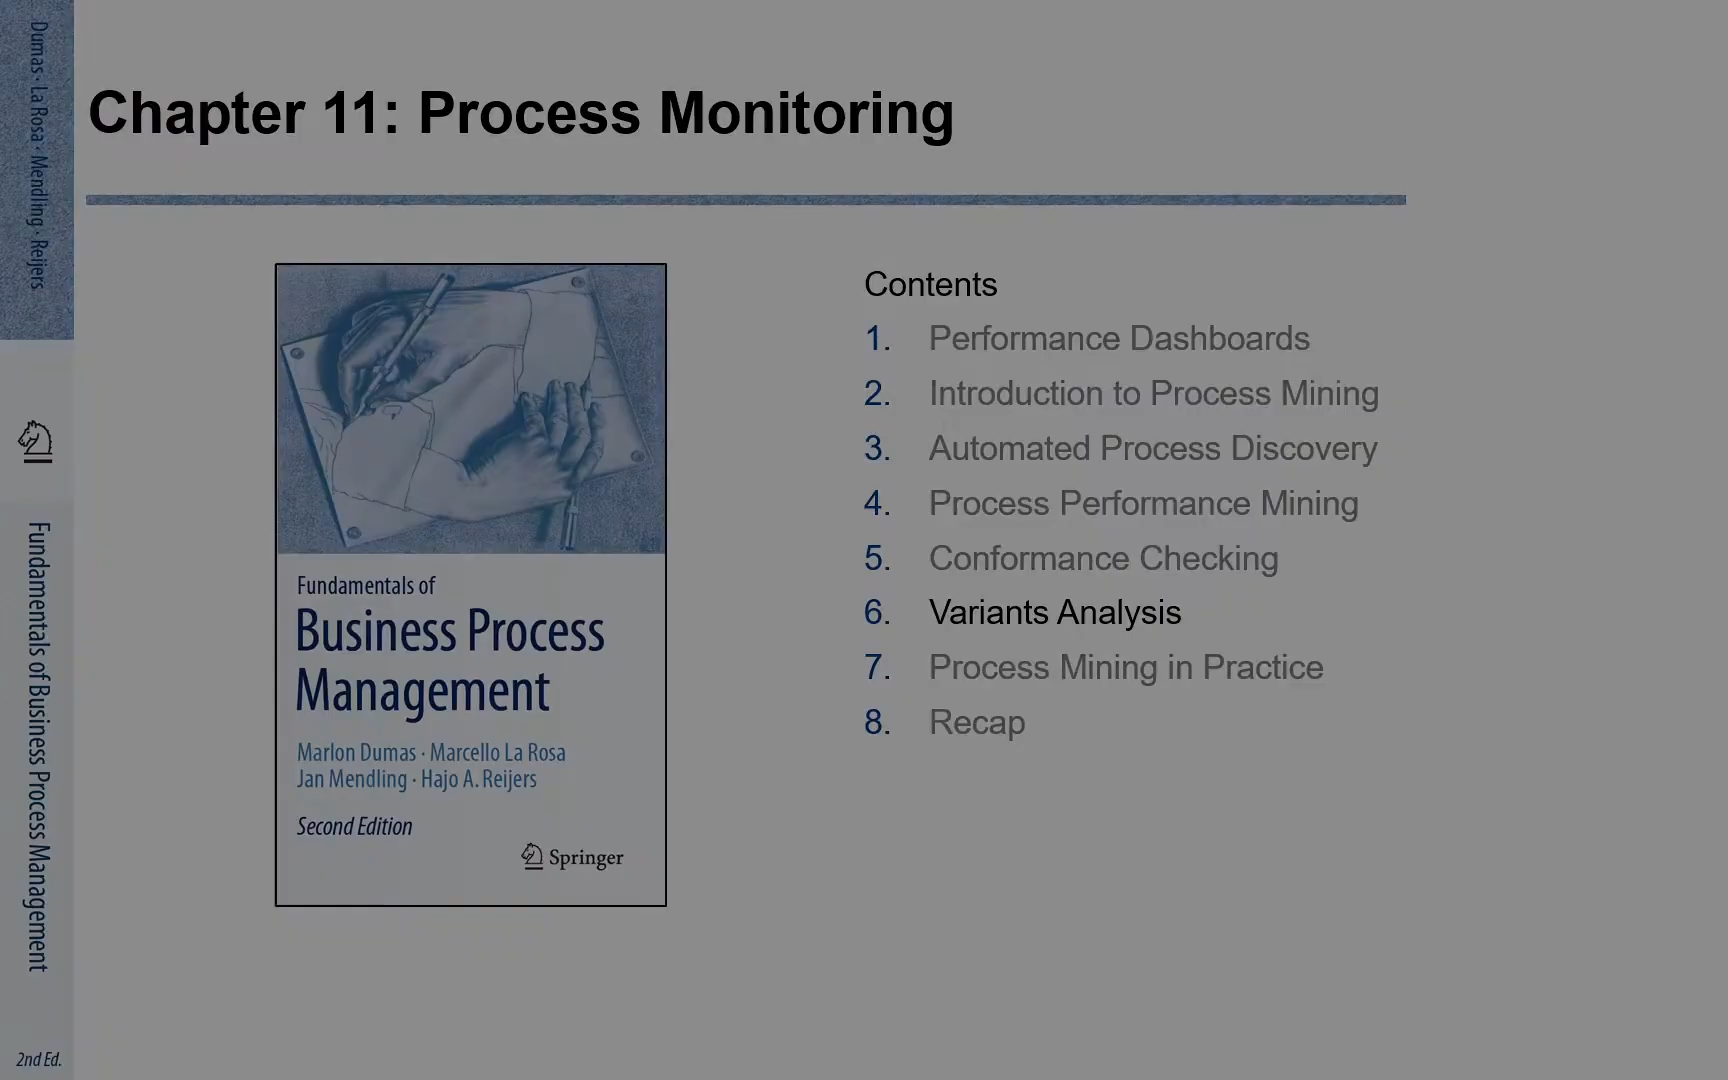 Dumas · La Rosa · Mendling · Reijers
Fundamentals of Business Process Management
2nd Ed.
Chapter 11: Process Monitoring
Fundamentals of
Business Process
Management
Marlon Dumas · Marcello La Rosa
Jan Mendling · Hajo A. Reijers
Second Edition
Springer
Contents
1. Performance Dashboards
2. Introduction to Process Mining
3. Automated Process Discovery
4. Process Performance Mining
5. Conformance Checking
6. Variants Analysis
7. Process Mining in Practice
8. Recap